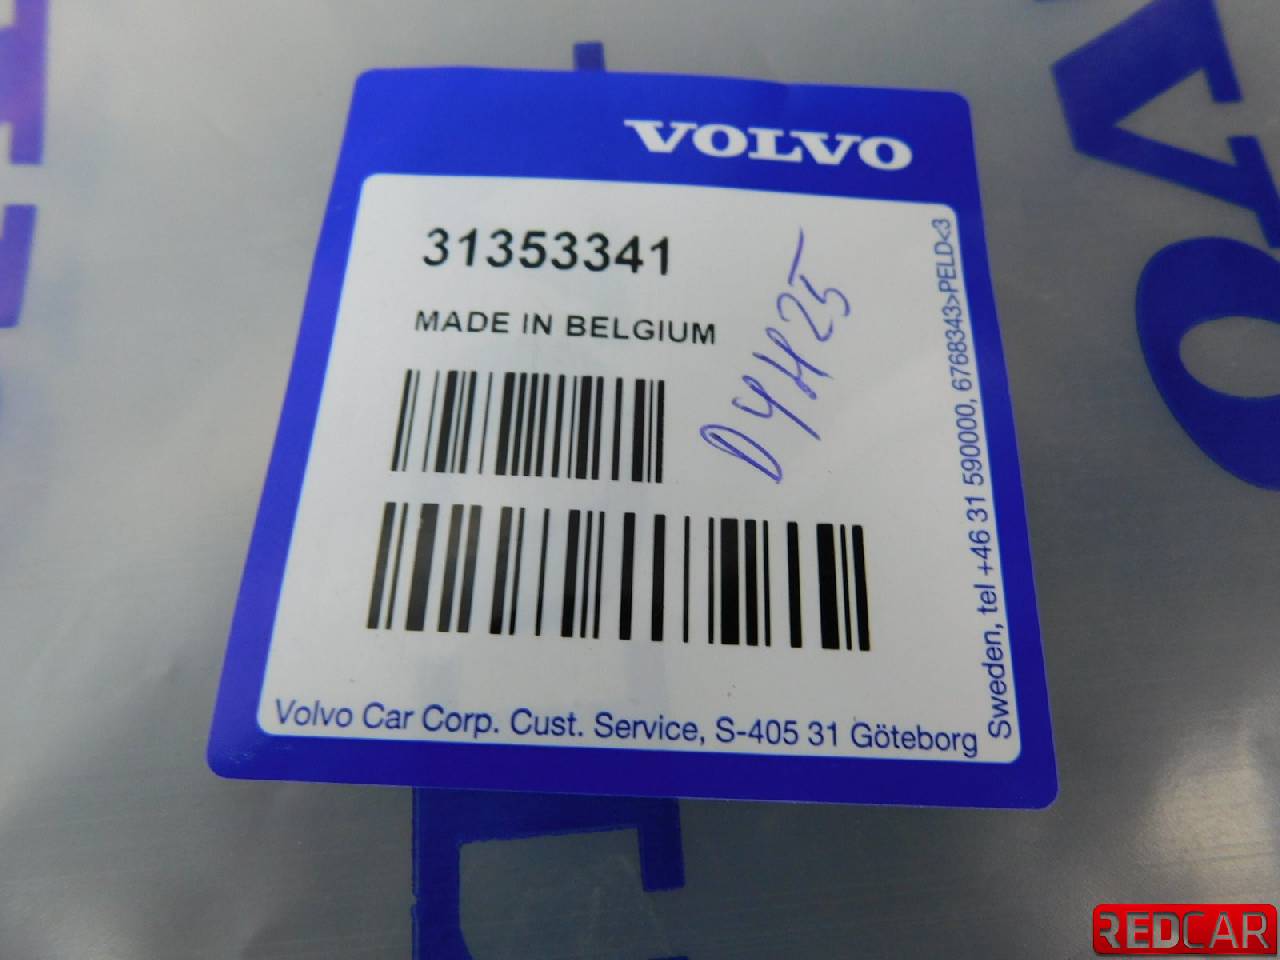 VOLVO
31353341
MADE IN BELGIUM
DYH25
Volvo Car Corp. Cust. Service, S-405 31 Göteborg
Sweden, tel +46 31 590000, 6768343>PELD<3
REDCAR